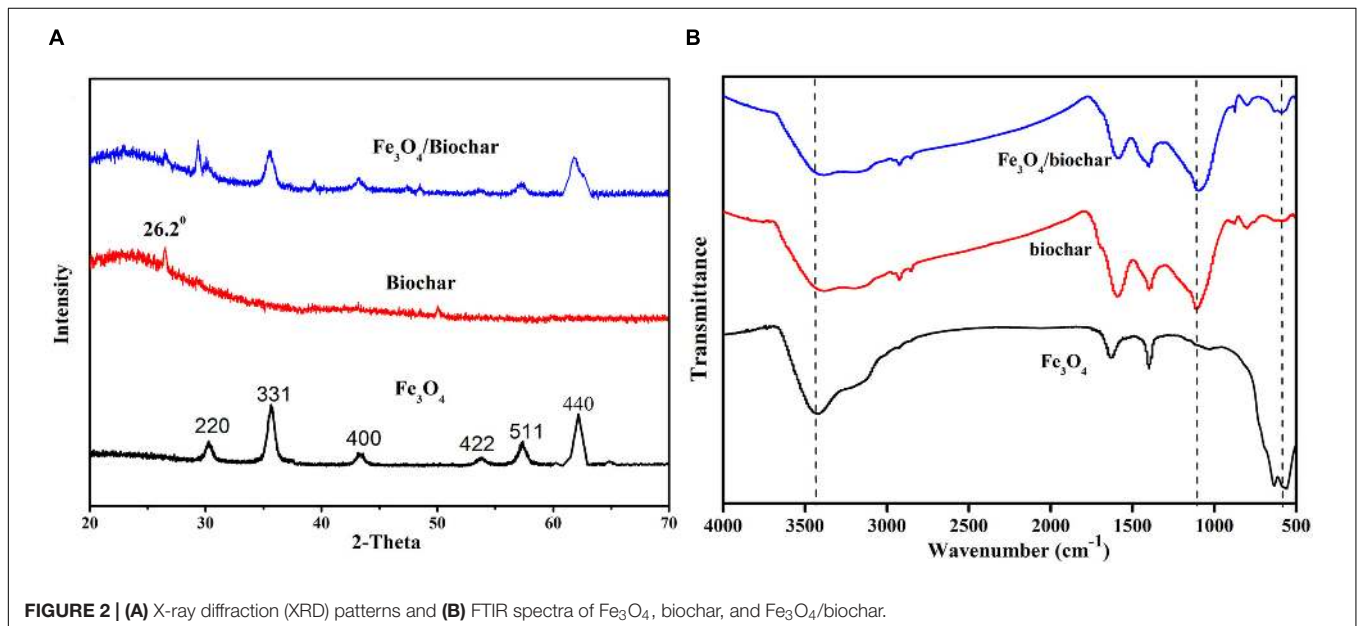 A
Fe₃O₄/Biochar
26.2⁰
Biochar
Fe₃O₄
220
331
400
422
511
440
Intensity
20 30 40 50 60 70
2-Theta
B
Fe₃O₄/biochar
biochar
Fe₃O₄
Transmittance
4000 3500 3000 2500 2000 1500 1000 500
Wavenumber (cm⁻¹)
FIGURE 2 | (A) X-ray diffraction (XRD) patterns and (B) FTIR spectra of Fe₃O₄, biochar, and Fe₃O₄/biochar.